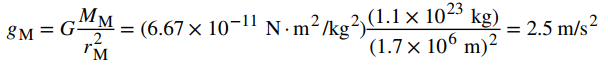 g_M = G M_M / r_M^2 = (6.67 × 10^−11 N · m^2/kg^2) (1.1 × 10^23 kg) / (1.7 × 10^6 m)^2 = 2.5 m/s^2